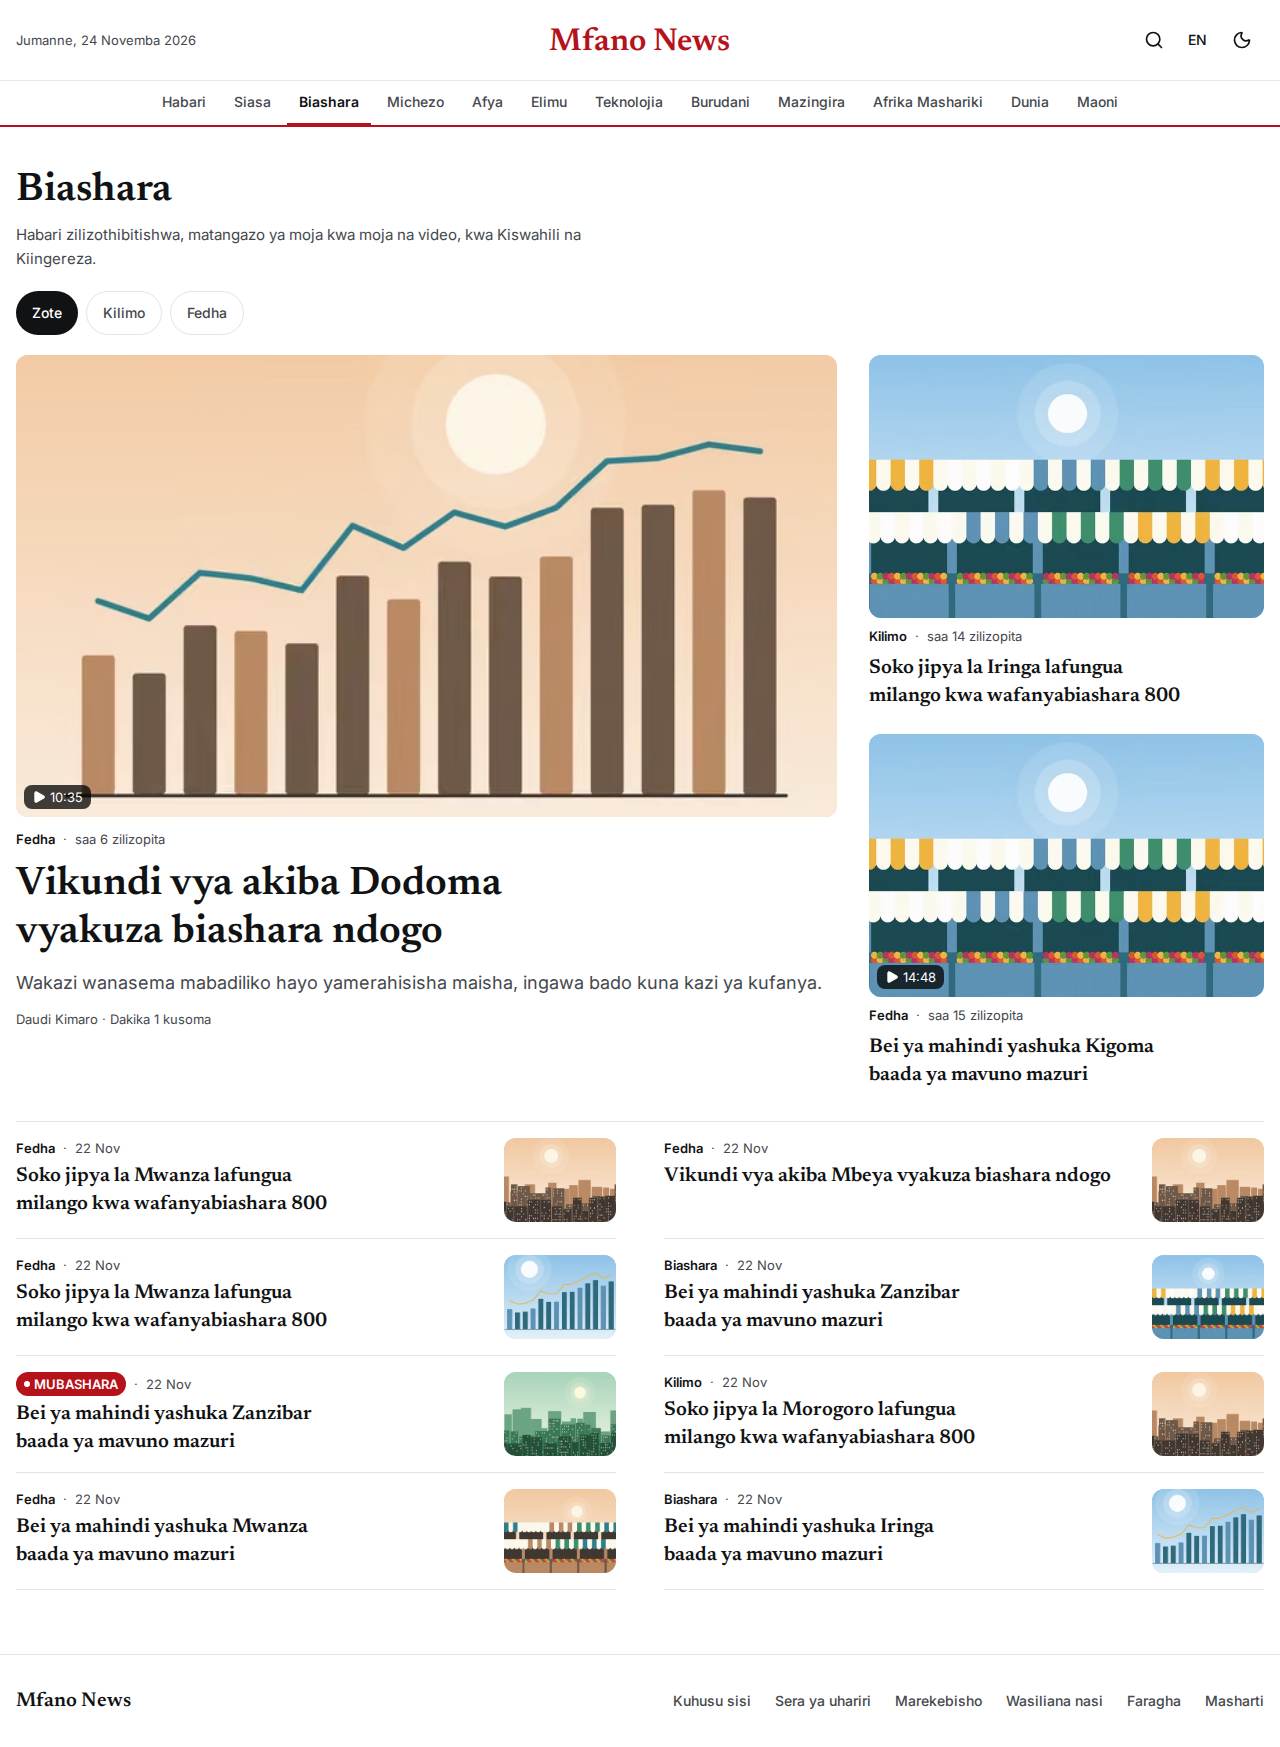 Jumanne, 24 Novemba 2026
Mfano News
EN
Habari Siasa Biashara Michezo Afya Elimu Teknolojia Burudani Mazingira Afrika Mashariki Dunia Maoni
Biashara
Habari zilizothibitishwa, matangazo ya moja kwa moja na video, kwa Kiswahili na
Kiingereza.
Zote Kilimo Fedha
10:35
Fedha · saa 6 zilizopita
Vikundi vya akiba Dodoma
vyakuza biashara ndogo
Wakazi wanasema mabadiliko hayo yamerahisisha maisha, ingawa bado kuna kazi ya kufanya.
Daudi Kimaro · Dakika 1 kusoma
Kilimo · saa 14 zilizopita
Soko jipya la Iringa lafungua
milango kwa wafanyabiashara 800
14:48
Fedha · saa 15 zilizopita
Bei ya mahindi yashuka Kigoma
baada ya mavuno mazuri
Fedha · 22 Nov
Soko jipya la Mwanza lafungua
milango kwa wafanyabiashara 800
Fedha · 22 Nov
Vikundi vya akiba Mbeya vyakuza biashara ndogo
Fedha · 22 Nov
Soko jipya la Mwanza lafungua
milango kwa wafanyabiashara 800
Biashara · 22 Nov
Bei ya mahindi yashuka Zanzibar
baada ya mavuno mazuri
MUBASHARA · 22 Nov
Bei ya mahindi yashuka Zanzibar
baada ya mavuno mazuri
Kilimo · 22 Nov
Soko jipya la Morogoro lafungua
milango kwa wafanyabiashara 800
Fedha · 22 Nov
Bei ya mahindi yashuka Mwanza
baada ya mavuno mazuri
Biashara · 22 Nov
Bei ya mahindi yashuka Iringa
baada ya mavuno mazuri
Mfano News
Kuhusu sisi Sera ya uhariri Marekebisho Wasiliana nasi Faragha Masharti